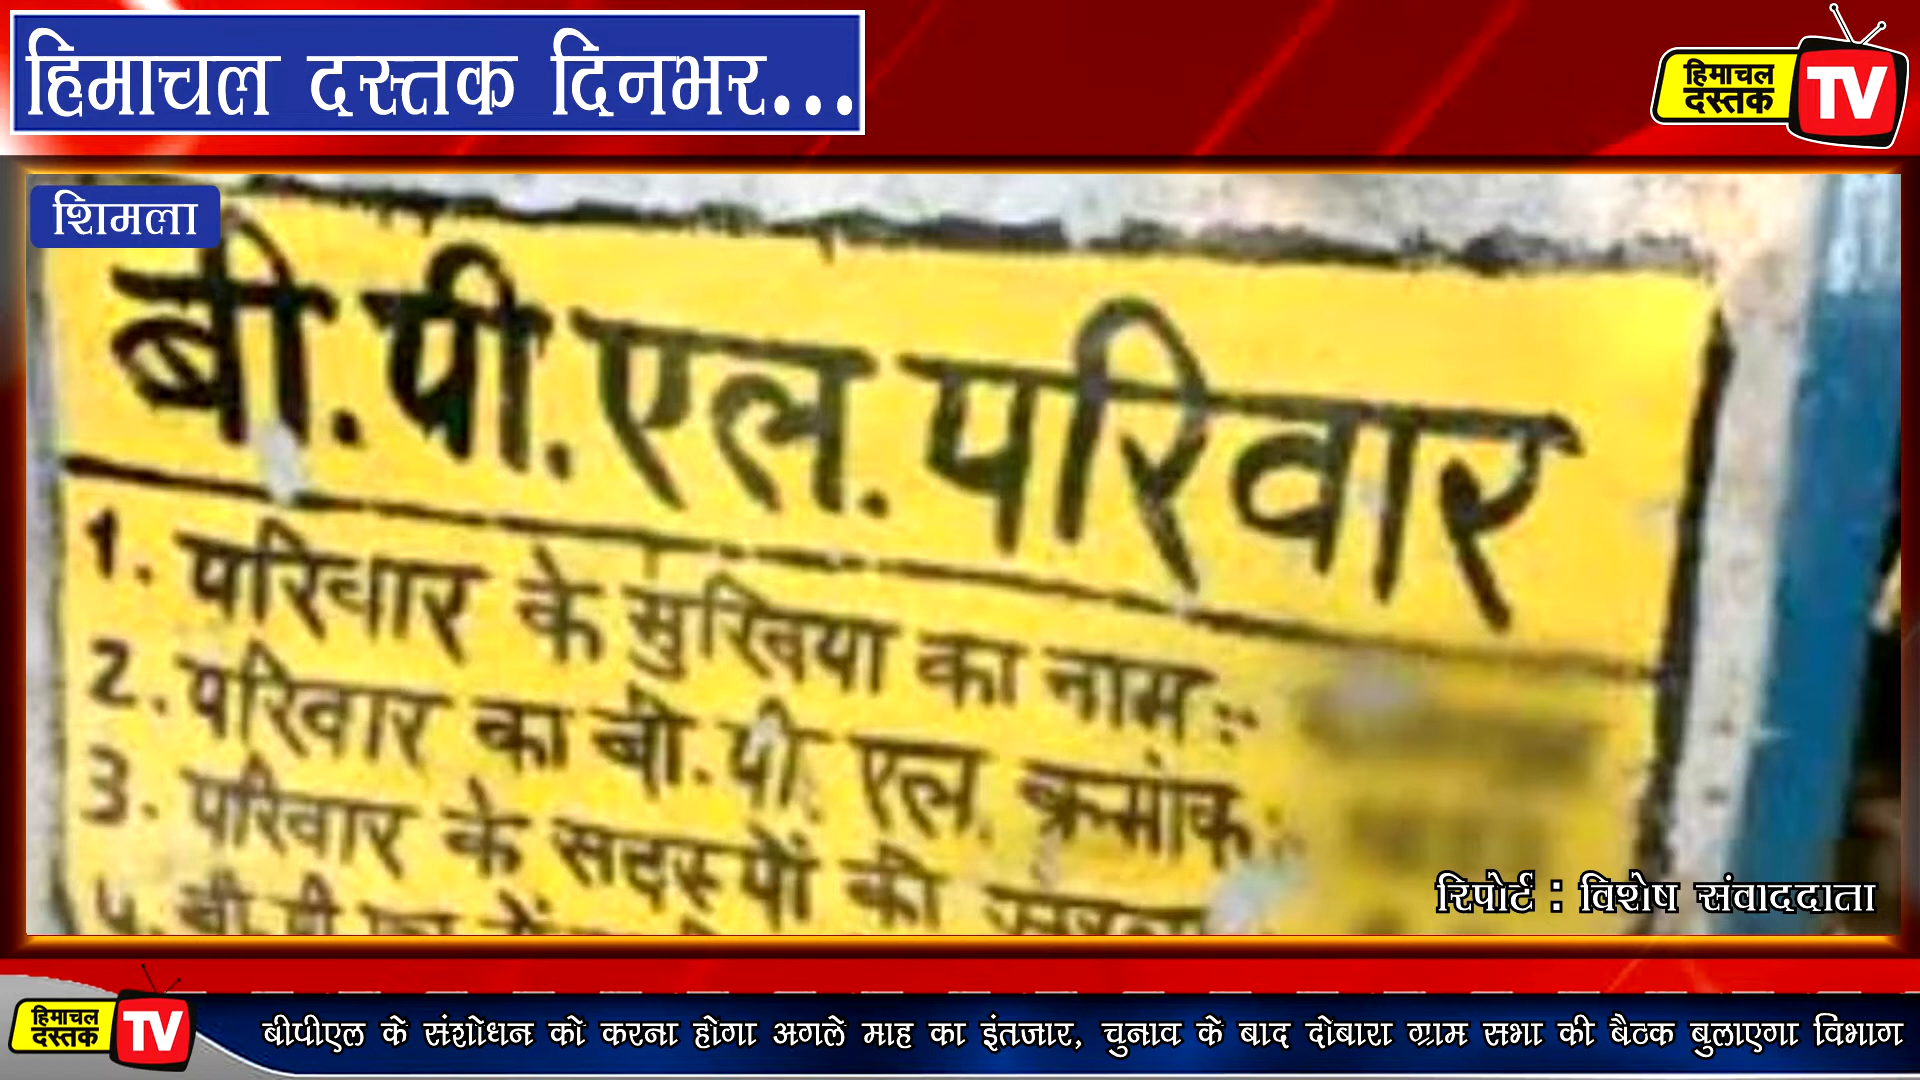 हिमाचल दस्तक दिनभर...
हिमाचल
दस्तक
TV
शिमला
बी.पी.एल.परिवार
1. परिवार के मुखिया का नाम :-
2. परिवार का बी.पी. एल. क्रमांक
3. परिवार के सदस्यों की
रिपोर्ट : विशेष संवाददाता
हिमाचल
दस्तक
TV
बीपीएल के संशोधन को करना होगा अगले माह का इंतजार, चुनाव के बाद दोबारा ग्राम सभा की बैठक बुलाएगा विभाग